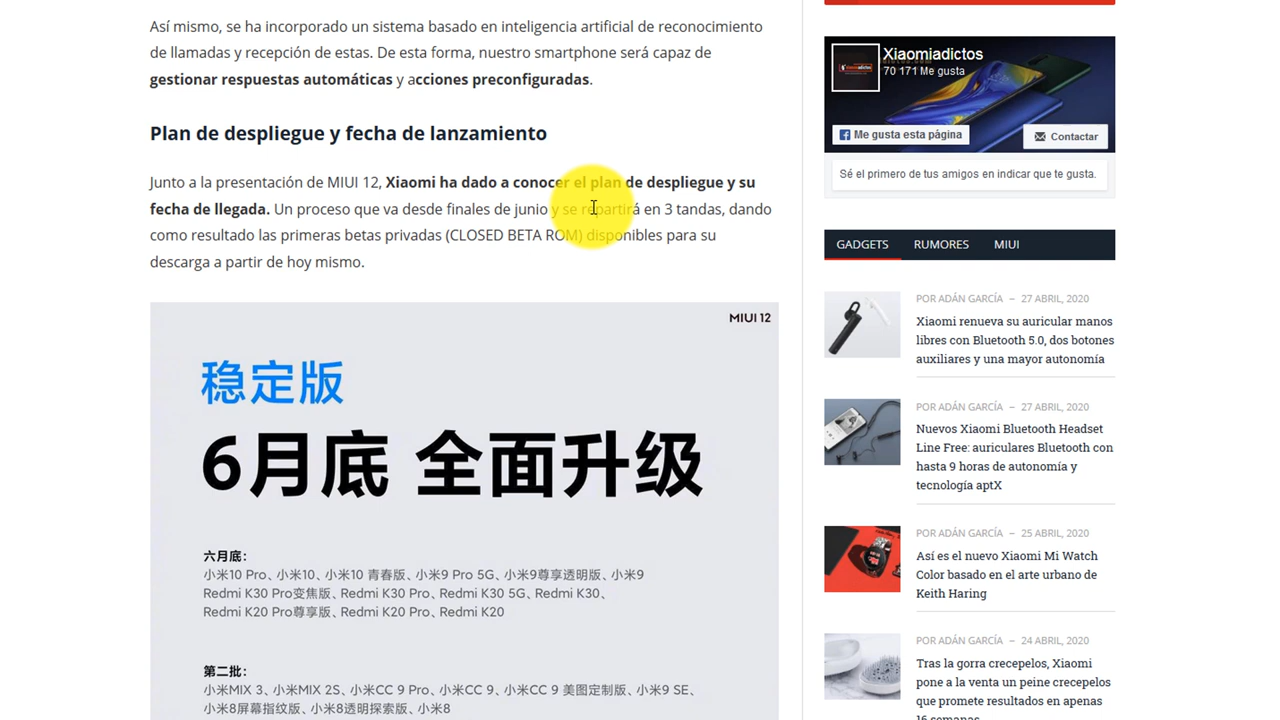 Así mismo, se ha incorporado un sistema basado en inteligencia artificial de reconocimiento
de llamadas y recepción de estas. De esta forma, nuestro smartphone será capaz de
gestionar respuestas automáticas y acciones preconfiguradas.
Plan de despliegue y fecha de lanzamiento
Junto a la presentación de MIUI 12, Xiaomi ha dado a conocer el plan de despliegue y su
fecha de llegada. Un proceso que va desde finales de junio y se repartirá en 3 tandas, dando
como resultado las primeras betas privadas (CLOSED BETA ROM) disponibles para su
descarga a partir de hoy mismo.
MIUI 12
稳定版
6月底 全面升级
六月底：
小米10 Pro、小米10、小米10 青春版、小米9 Pro 5G、小米9尊享透明版、小米9
Redmi K30 Pro变焦版、Redmi K30 Pro、Redmi K30 5G、Redmi K30、
Redmi K20 Pro尊享版、Redmi K20 Pro、Redmi K20
第二批：
小米MIX 3、小米MIX 2S、小米CC 9 Pro、小米CC 9、小米CC 9 美图定制版、小米9 SE、
小米8屏幕指纹版、小米8透明探索版、小米8
Xiaomiadictos
70 171 Me gusta
Me gusta esta página
Contactar
Sé el primero de tus amigos en indicar que te gusta.
GADGETS RUMORES MIUI
POR ADÁN GARCÍA – 27 ABRIL, 2020
Xiaomi renueva su auricular manos
libres con Bluetooth 5.0, dos botones
auxiliares y una mayor autonomía
POR ADÁN GARCÍA – 27 ABRIL, 2020
Nuevos Xiaomi Bluetooth Headset
Line Free: auriculares Bluetooth con
hasta 9 horas de autonomía y
tecnología aptX
POR ADÁN GARCÍA – 25 ABRIL, 2020
Así es el nuevo Xiaomi Mi Watch
Color basado en el arte urbano de
Keith Haring
POR ADÁN GARCÍA – 24 ABRIL, 2020
Tras la gorra crecepelos, Xiaomi
pone a la venta un peine crecepelos
que promete resultados en apenas
16 semanas